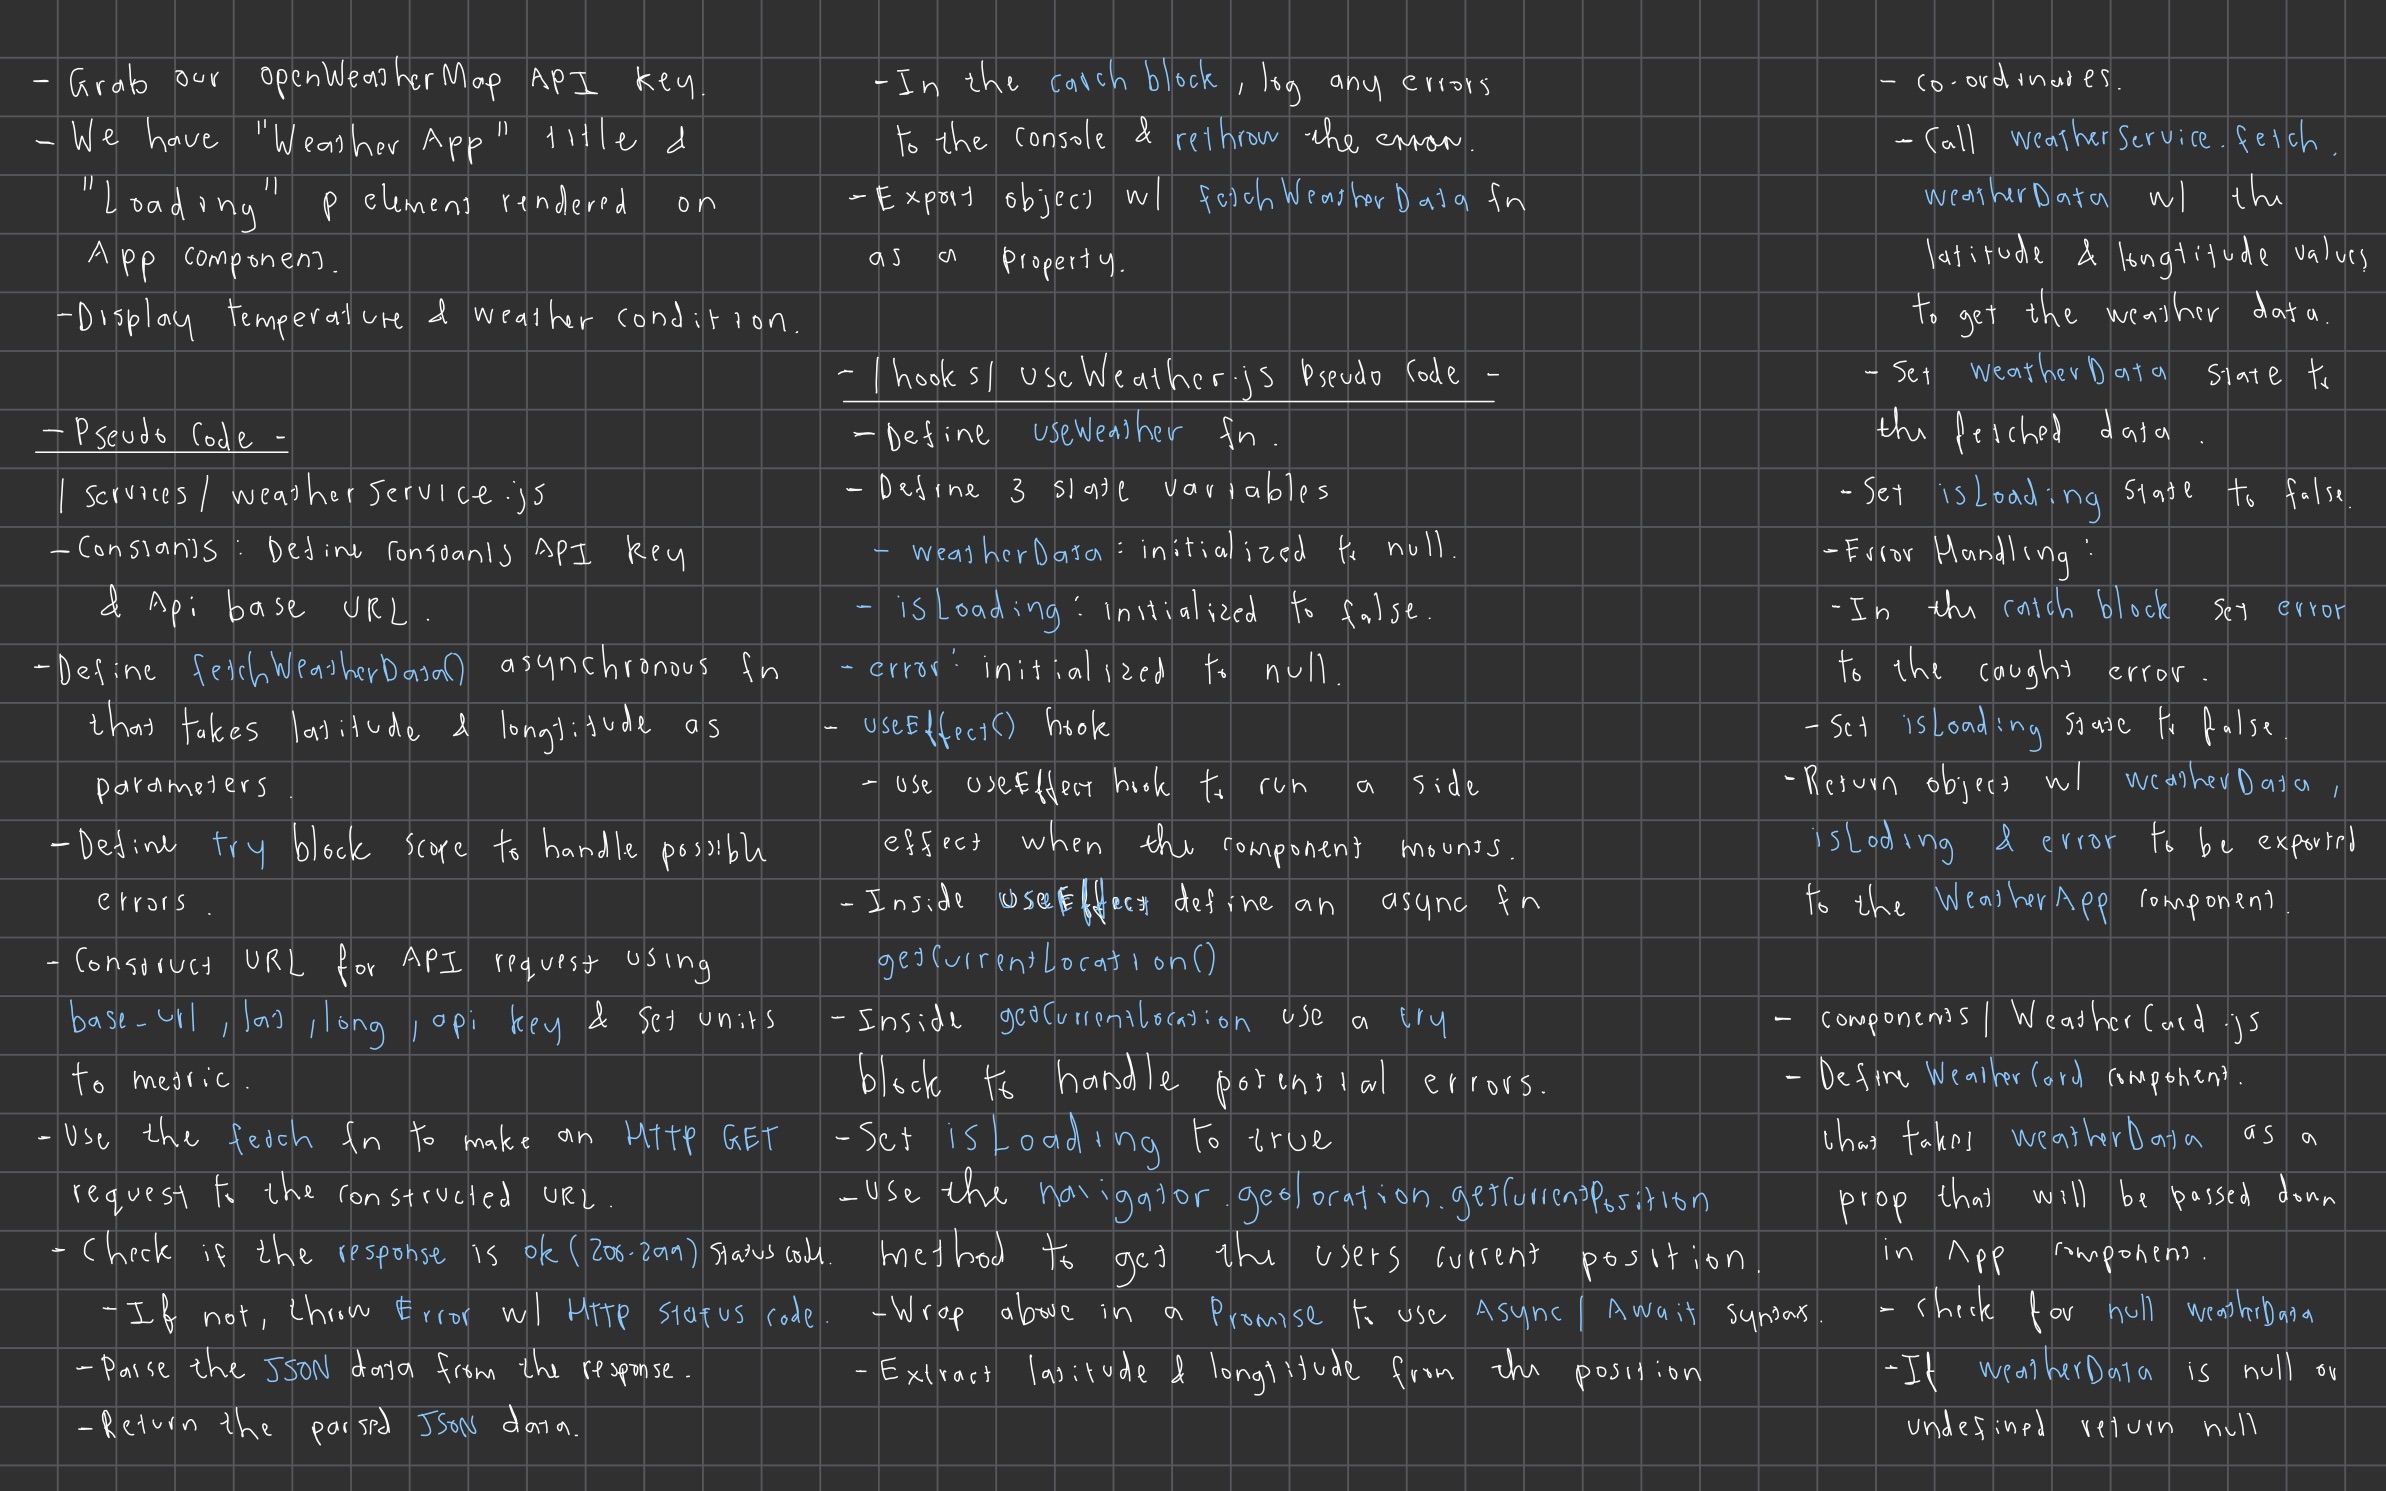 - Grab our openWeatherMap API key.
- We have "Weather App" title &
"Loading" p element rendered on
App component.
- Display temperature & weather condition.
- Pseudo Code -
/services/weatherService.js
- Constants : Define constants API key
& Api base URL.
- Define fetchWeatherData() asynchronous fn
that takes latitude & longtitude as
parameters.
- Define try block scope to handle possible
errors.
- Construct URL for API request using
base-url, lat, long, api key & set units
to metric.
- Use the fetch fn to make an HTTP GET
request to the constructed URL.
- Check if the response is ok (200-299) status code.
- If not, throw Error w/ HTTP status code.
- Parse the JSON data from the response.
- Return the parsed JSON data.
- In the catch block, log any errors
to the console & rethrow the error.
- Export object w/ fetchWeatherData fn
as a property.
- /hooks/ useWeather.js Pseudo Code -
- Define useWeather fn.
- Define 3 state variables
- weatherData : initialized to null.
- isLoading : initialized to false.
- error : initialized to null.
- useEffect() hook
- use useEffect hook to run a side
effect when the component mounts.
- Inside useEffect define an async fn
getCurrentLocation()
- Inside getCurrentLocation use a try
block to handle potential errors.
- Set isLoading to true
- Use the navigator.geolocation.getCurrentPosition
method to get the users current position.
- Wrap above in a Promise to use Async/Await syntax.
- Extract latitude & longtitude from the position
- co-ordinates.
- Call weatherService.fetch.
weatherData w/ the
latitude & longtitude values
to get the weather data.
- Set weatherData state to
the fetched data.
- Set isLoading state to false.
- Error Handling :
- In the catch block set error
to the caught error.
- Set isLoading state to false.
- Return object w/ weatherData,
isLoding & error to be exported
to the WeatherApp component.
- components/WeatherCard.js
- Define WeatherCard component.
that takes weatherData as a
prop that will be passed down
in App component.
- check for null weatherData
- If weatherData is null or
undefined return null